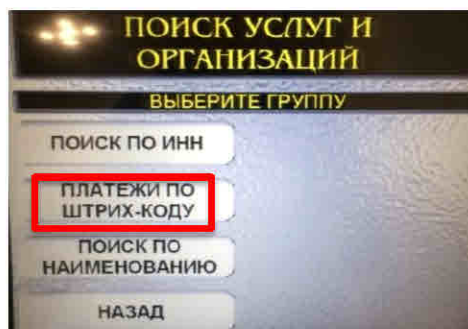 ПОИСК УСЛУГ И
ОРГАНИЗАЦИЙ
ВЫБЕРИТЕ ГРУППУ
ПОИСК ПО ИНН
ПЛАТЕЖИ ПО
ШТРИХ-КОДУ
ПОИСК ПО
НАИМЕНОВАНИЮ
НАЗАД